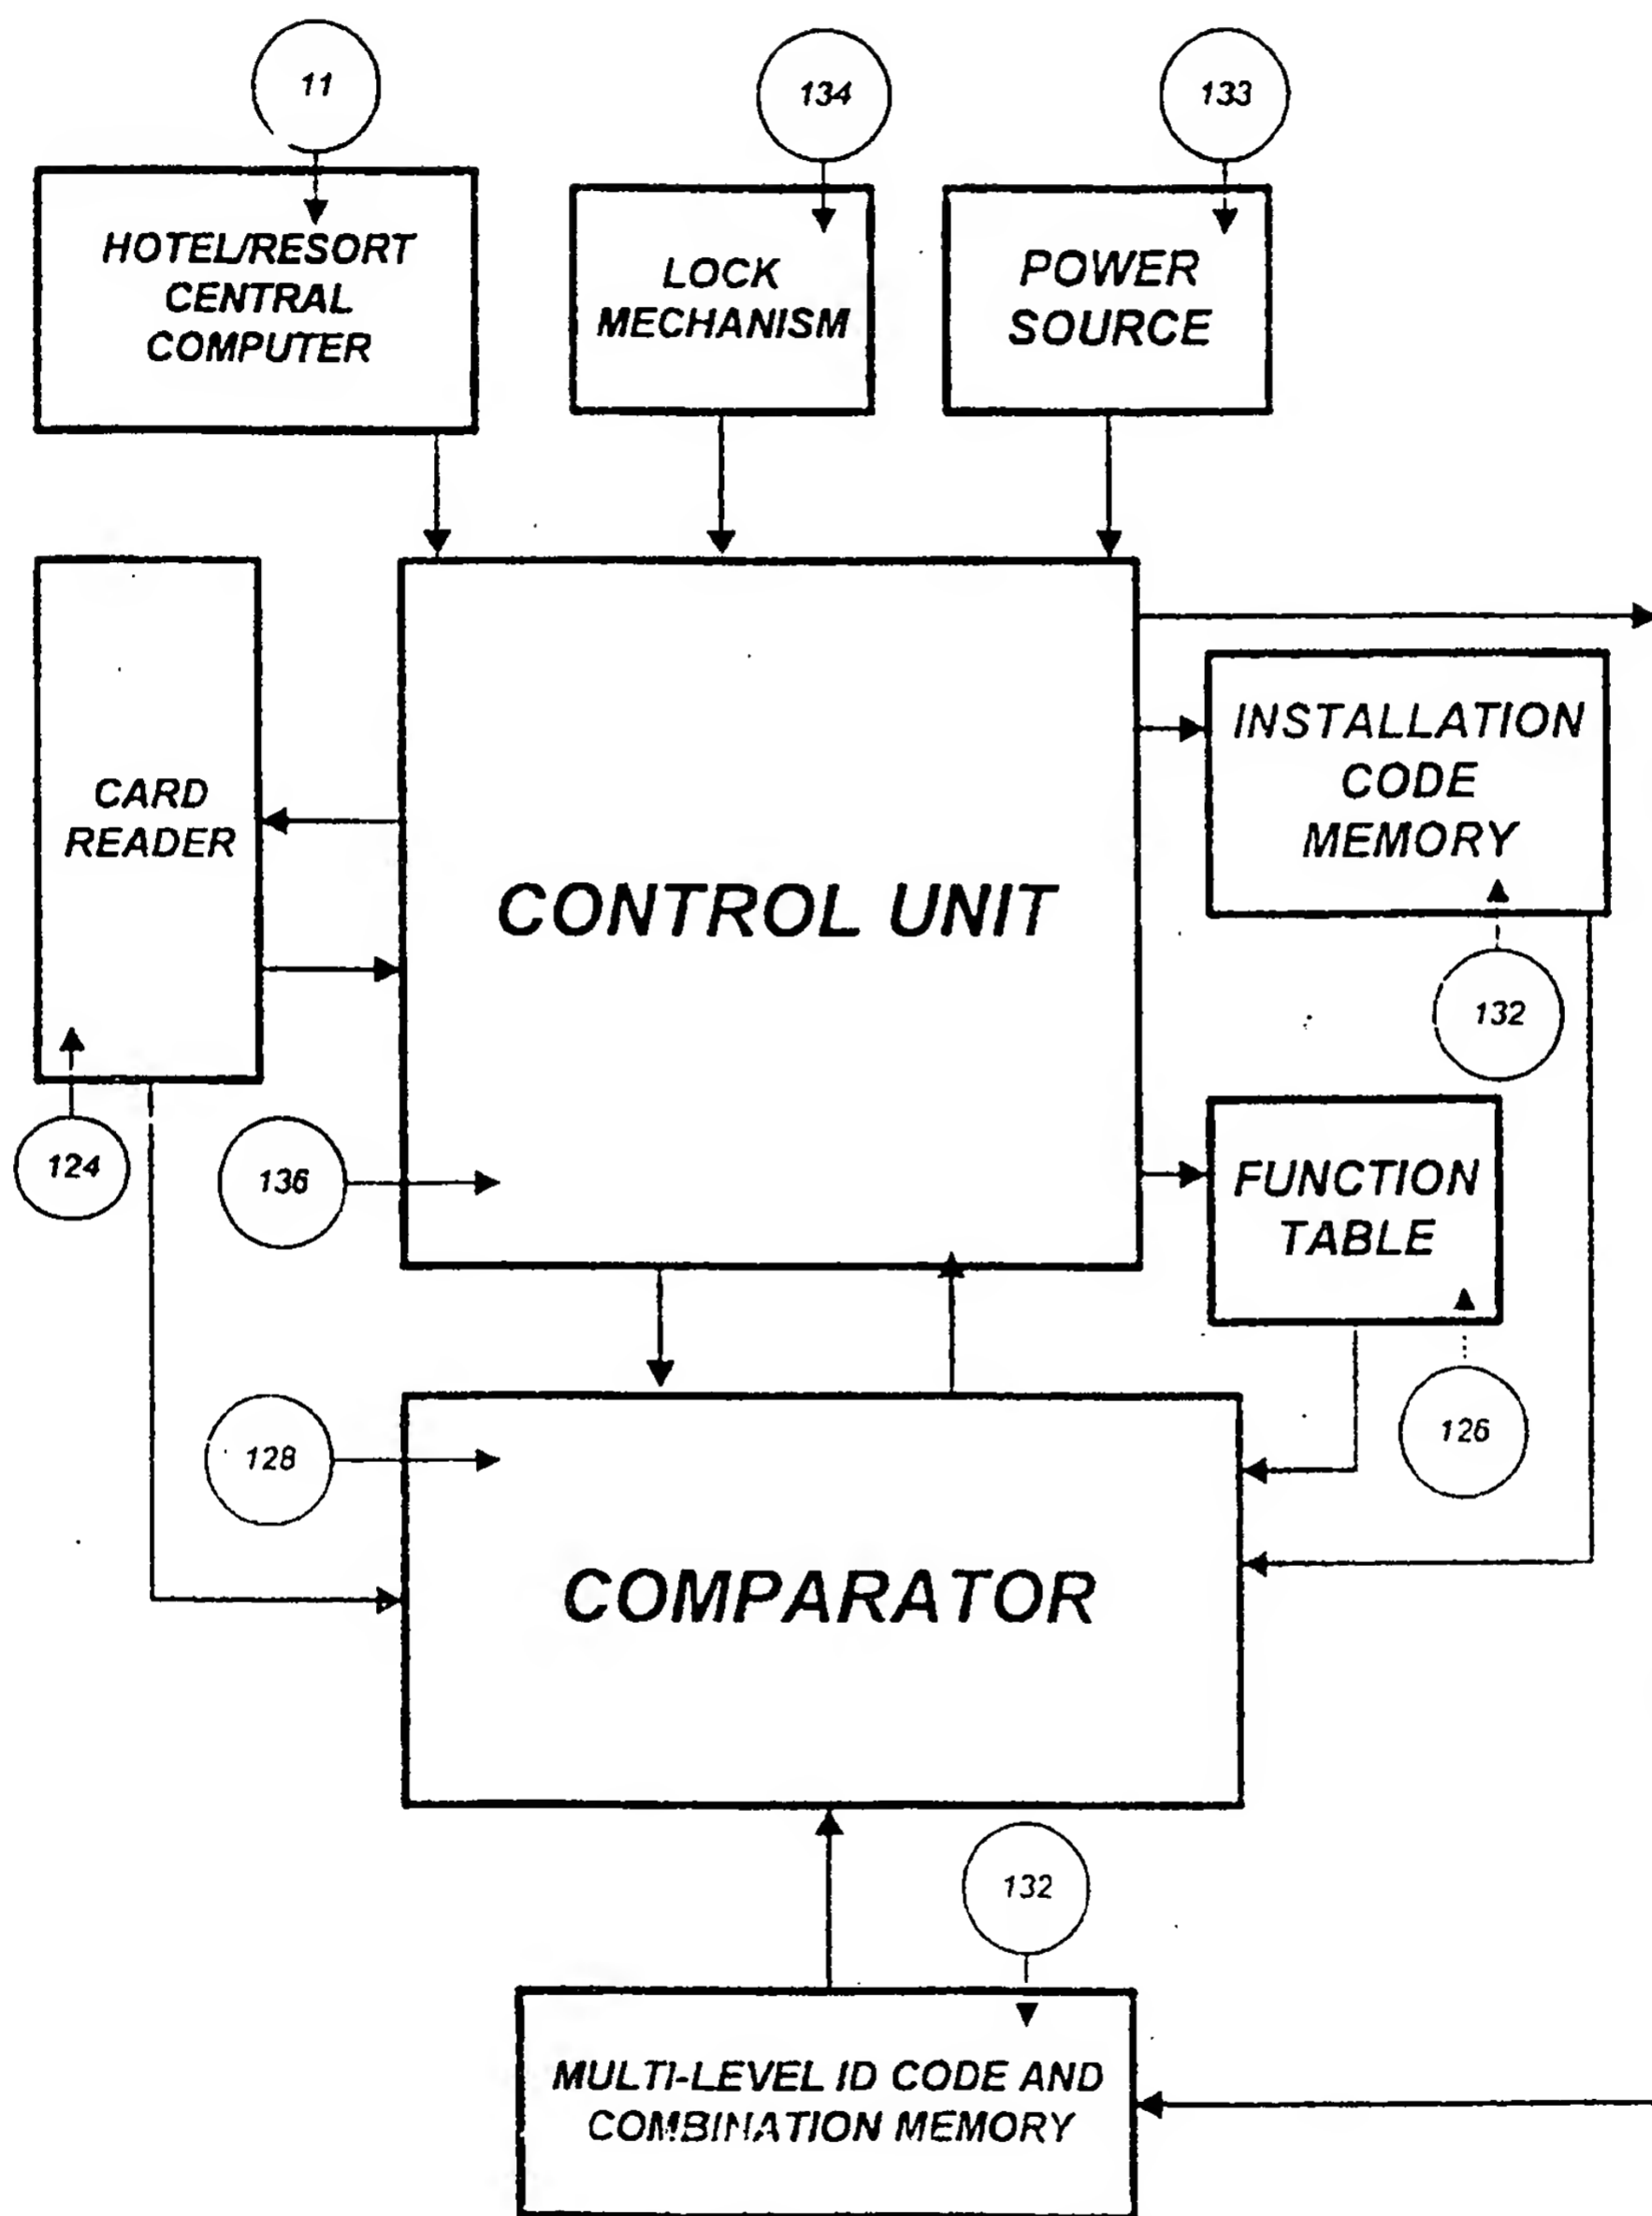 11
134
133
HOTEL/RESORT
CENTRAL
COMPUTER
LOCK
MECHANISM
POWER
SOURCE
CARD
READER
CONTROL UNIT
INSTALLATION
CODE
MEMORY
132
124
136
FUNCTION
TABLE
126
128
COMPARATOR
132
MULTI-LEVEL ID CODE AND
COMBINATION MEMORY